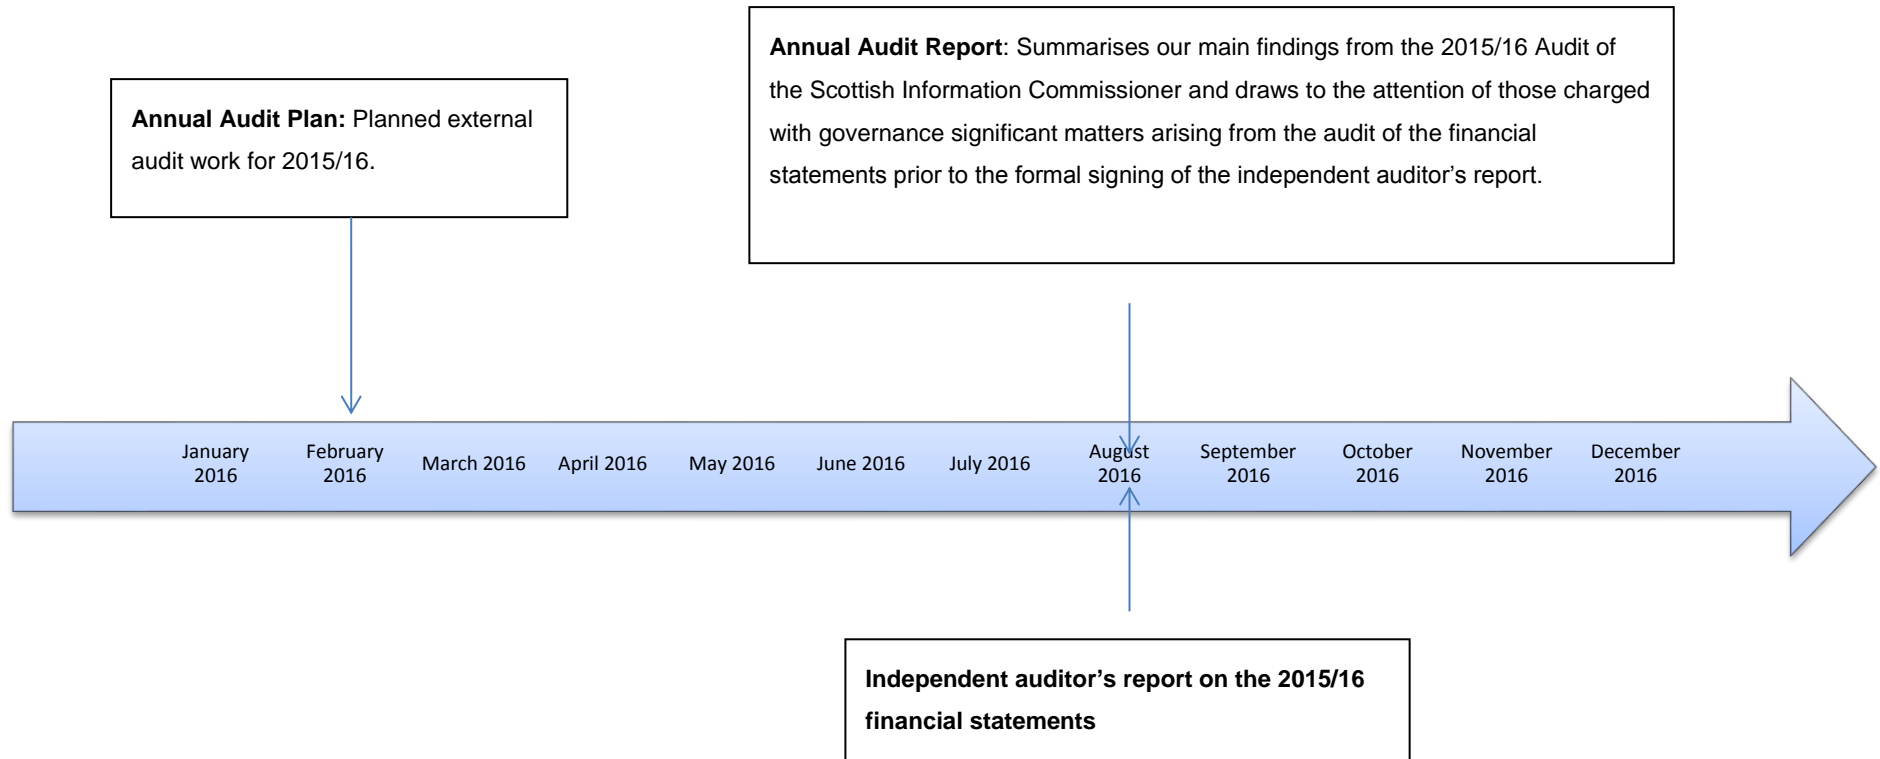 Annual Audit Report: Summarises our main findings from the 2015/16 Audit of
the Scottish Information Commissioner and draws to the attention of those charged
with governance significant matters arising from the audit of the financial
statements prior to the formal signing of the independent auditor’s report.
Annual Audit Plan: Planned external
audit work for 2015/16.
January
2016
February
2016
March 2016
April 2016
May 2016
June 2016
July 2016
August
2016
September
2016
October
2016
November
2016
December
2016
Independent auditor’s report on the 2015/16
financial statements